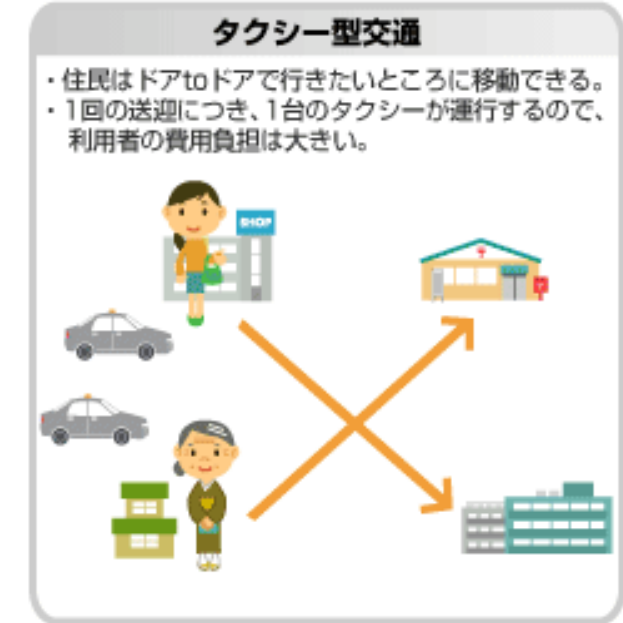 タクシー型交通
・住民はドアtoドアで行きたいところに移動できる。
・1回の送迎につき、1台のタクシーが運行するので、
利用者の費用負担は大きい。
SHOP
〒
〒